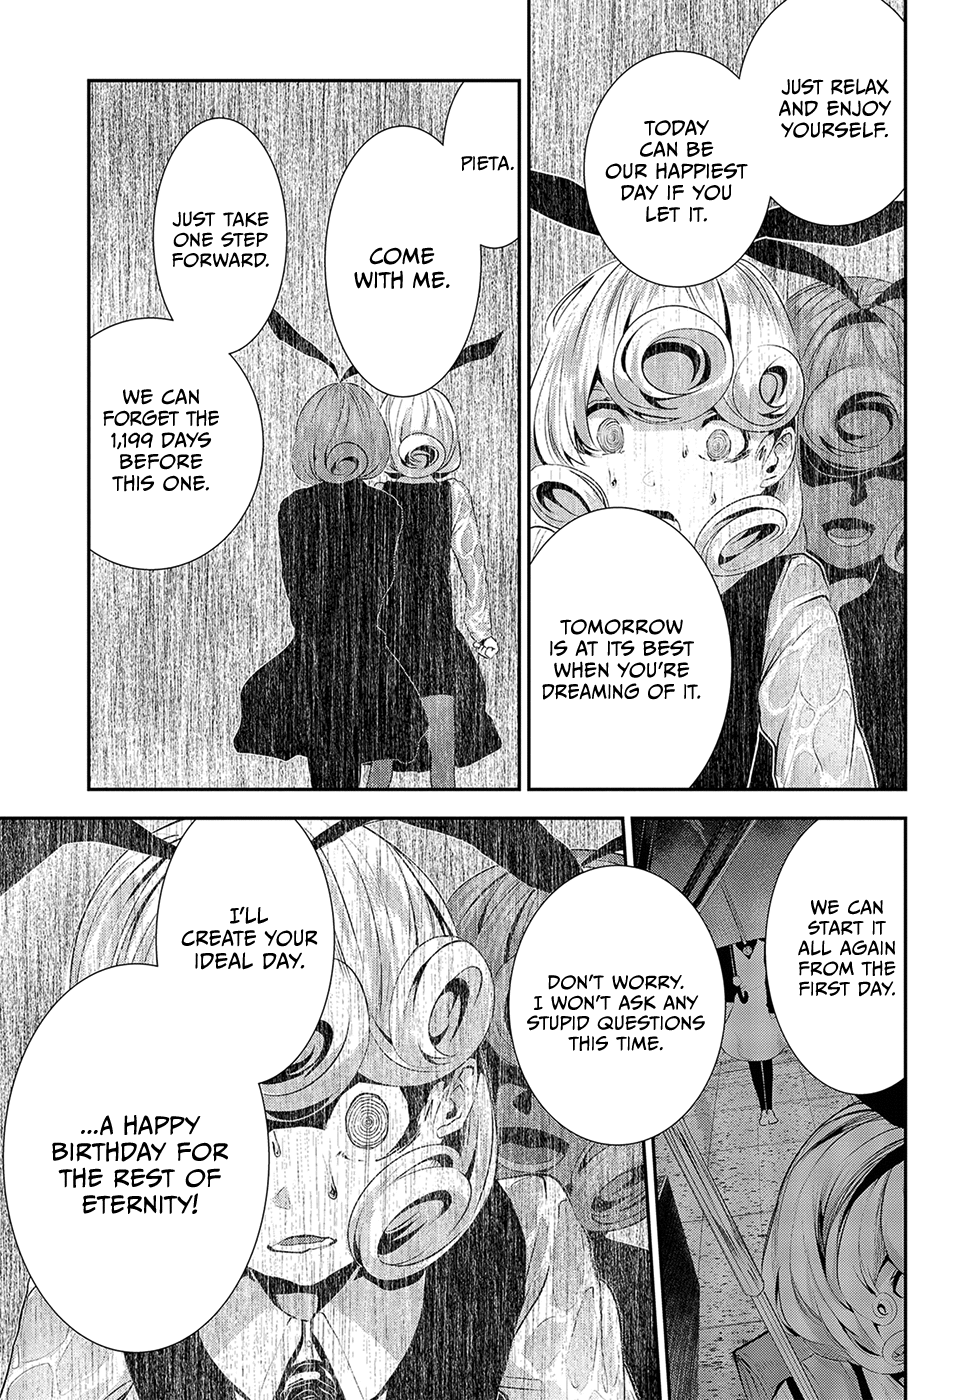 JUST RELAX
AND ENJOY
YOURSELF.
TODAY
CAN BE
OUR HAPPIEST
DAY IF YOU
LET IT.
TOMORROW
IS AT ITS BEST
WHEN YOU'RE
DREAMING OF IT.
PIETA.
COME
WITH ME.
JUST TAKE
ONE STEP
FORWARD.
WE CAN
FORGET THE
1,199 DAYS
BEFORE
THIS ONE.
WE CAN
START IT
ALL AGAIN
FROM THE
FIRST DAY.
DON'T WORRY.
I WON'T ASK ANY
STUPID QUESTIONS
THIS TIME.
I'LL
CREATE YOUR
IDEAL DAY.
...A HAPPY
BIRTHDAY FOR
THE REST OF
ETERNITY!